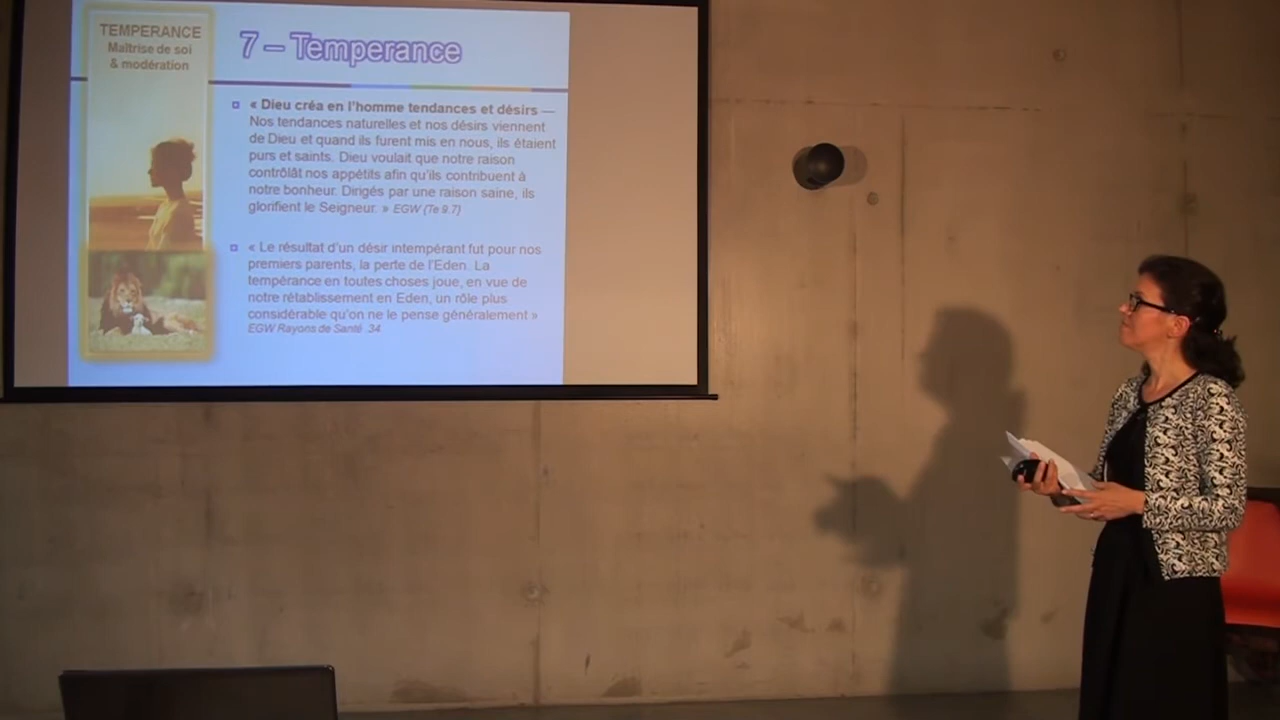 TEMPERANCE
Maîtrise de soi
& modération
7 – Temperance
« Dieu créa en l'homme tendances et désirs —
Nos tendances naturelles et nos désirs viennent
de Dieu et quand ils furent mis en nous, ils étaient
purs et saints. Dieu voulait que notre raison
contrôlât nos appétits afin qu'ils contribuent à
notre bonheur. Dirigés par une raison saine, ils
glorifient le Seigneur. » EGW (Te 9.7)
« Le résultat d'un désir intempérant fut pour nos
premiers parents, la perte de l'Eden. La
tempérance en toutes choses joue, en vue de
notre rétablissement en Eden, un rôle plus
considérable qu'on ne le pense généralement »
EGW Rayons de Santé .34